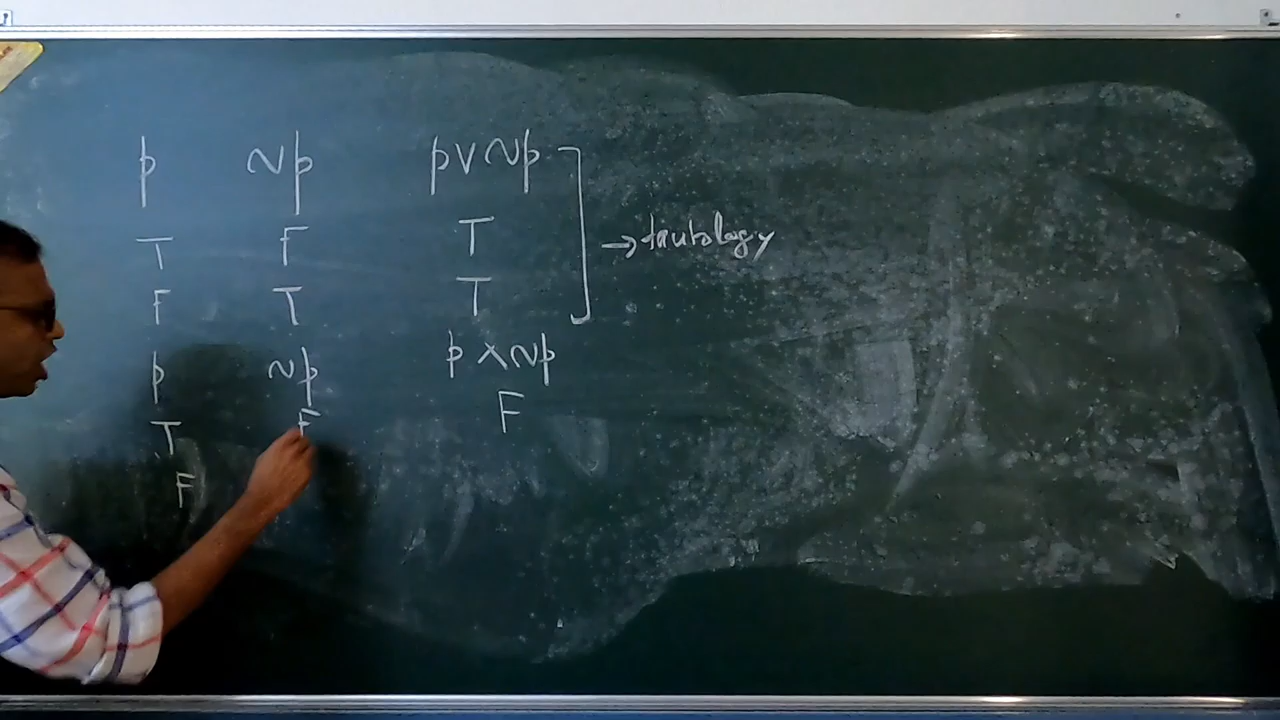 p ~p p∨~p
T F T
→ tautology
F T T
p ~p p∧~p
T F F
F